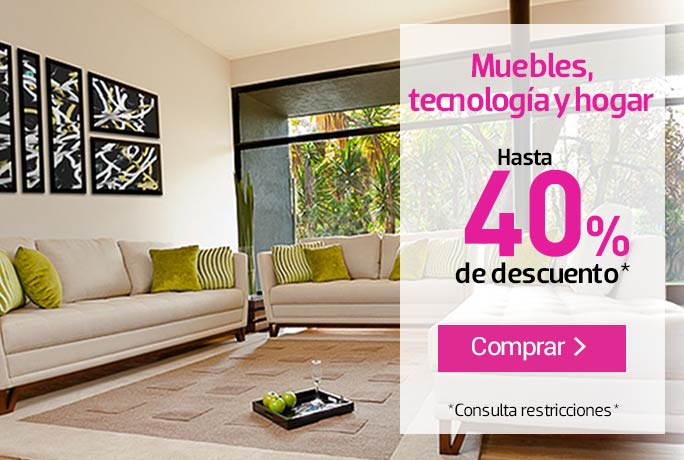 Muebles,
tecnología y hogar
Hasta
40%
de descuento*
Comprar >
*Consulta restricciones*